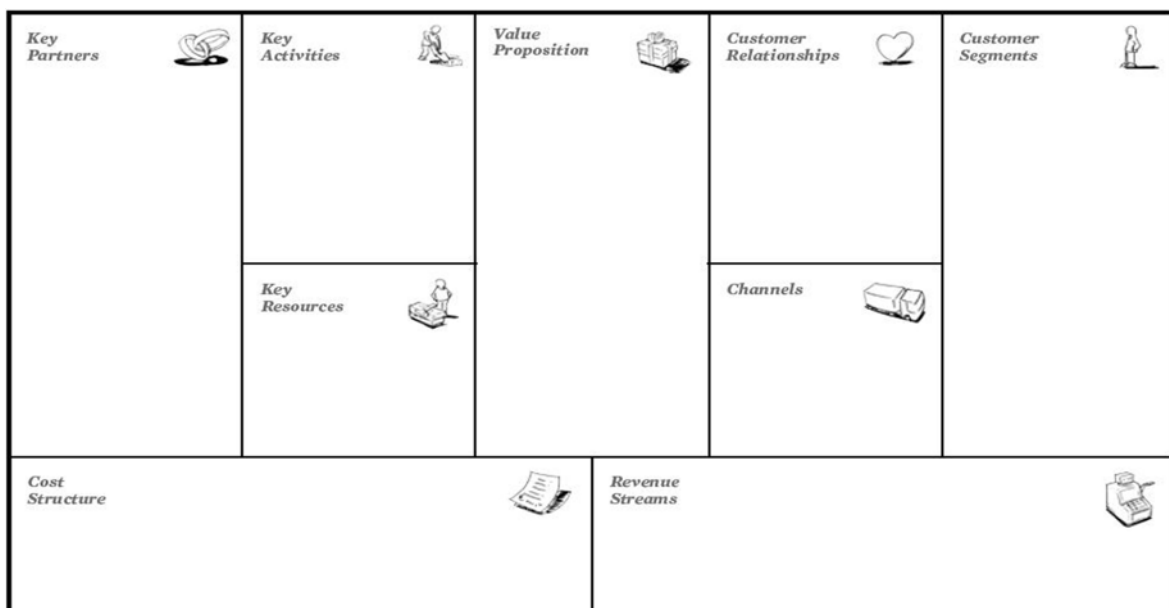 Key
Partners
Key
Activities
Value
Proposition
Customer
Relationships
Customer
Segments
Key
Resources
Channels
Cost
Structure
Revenue
Streams